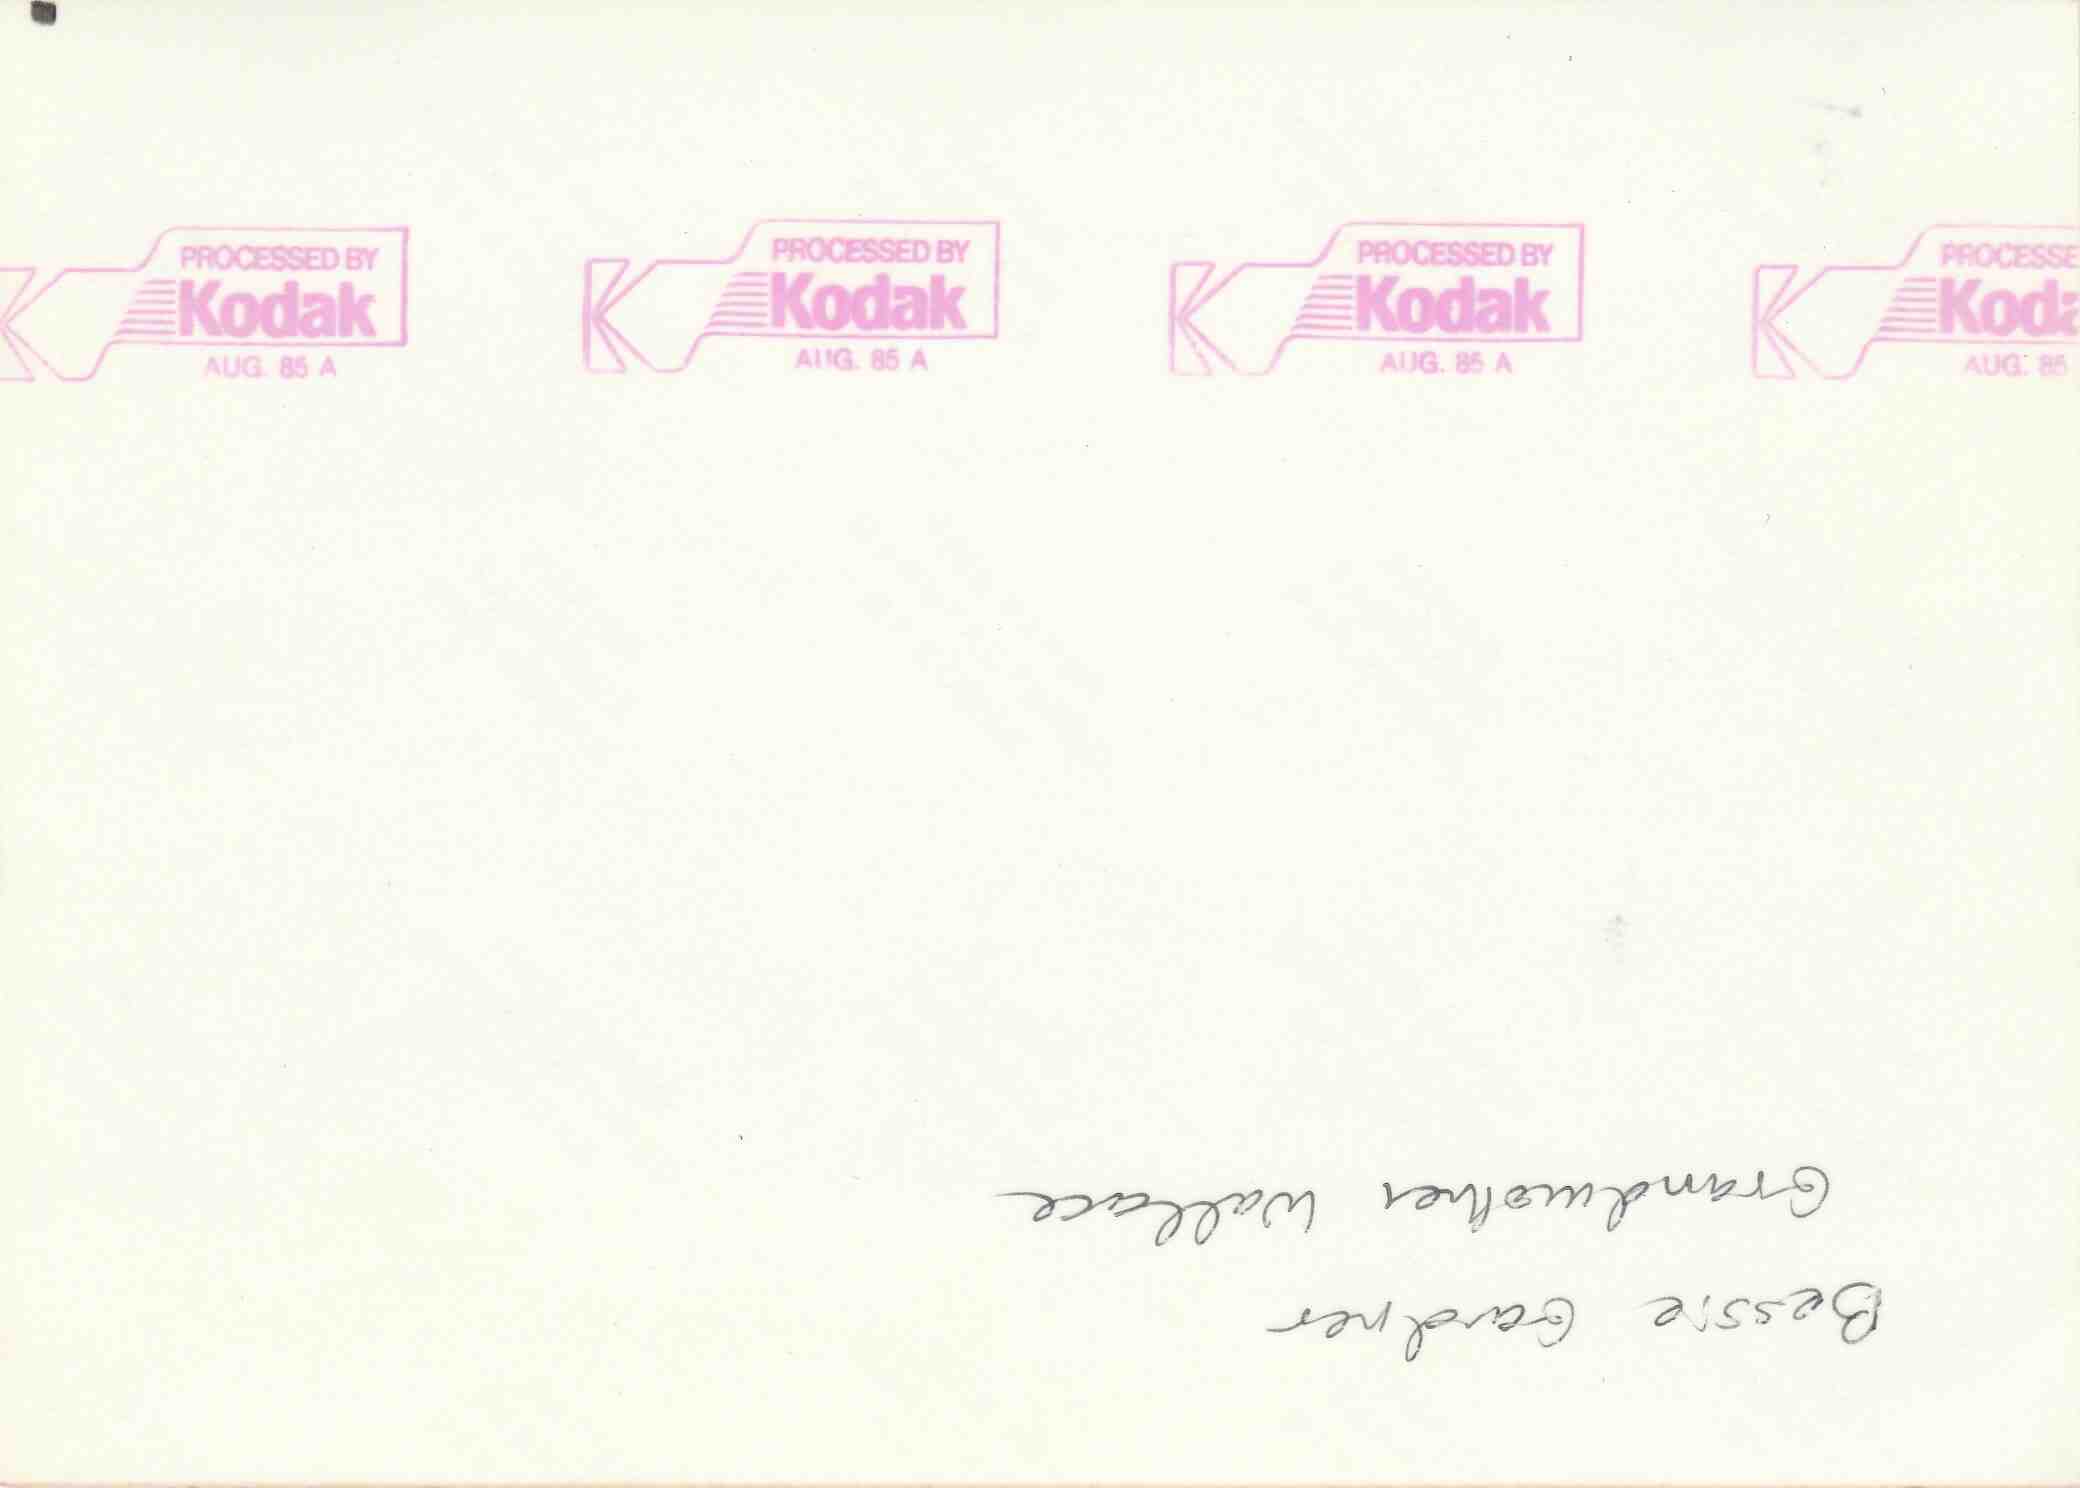 Bessie Gardner
Grandmother Wallace
AUG. 85
Koda
PROCESSE
AUG. 85 A
Kodak
PROCESSED BY
AUG. 85 A
Kodak
PROCESSED BY
AUG. 85 A
Kodak
PROCESSED BY